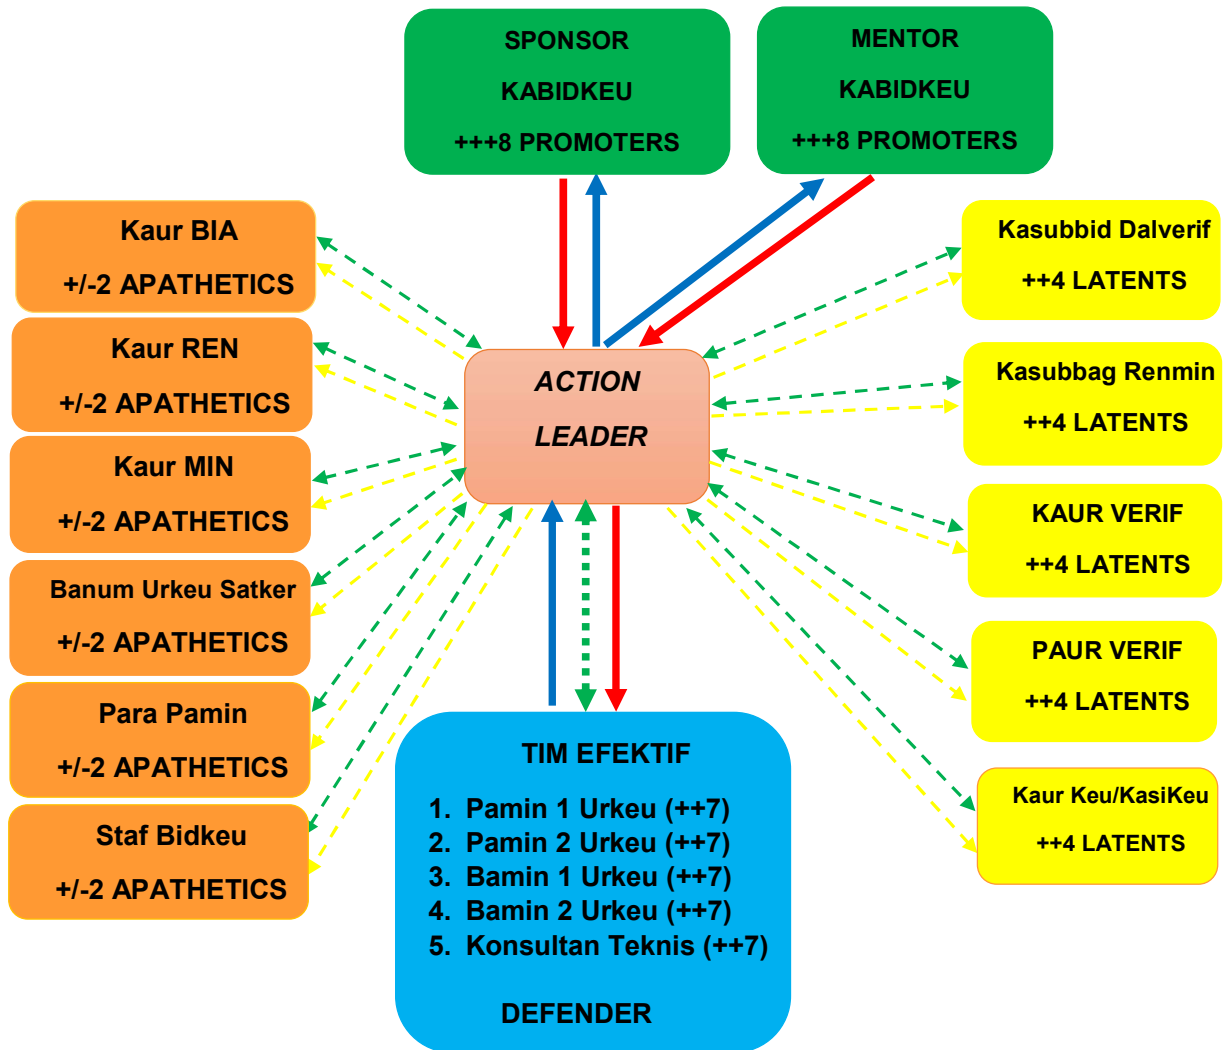 SPONSOR
KABIDKEU
+++8 PROMOTERS
MENTOR
KABIDKEU
+++8 PROMOTERS
Kaur BIA
+/-2 APATHETICS
Kaur REN
+/-2 APATHETICS
Kaur MIN
+/-2 APATHETICS
Banum Urkeu Satker
+/-2 APATHETICS
Para Pamin
+/-2 APATHETICS
Staf Bidkeu
+/-2 APATHETICS
ACTION
LEADER
Kasubbid Dalverif
++4 LATENTS
Kasubbag Renmin
++4 LATENTS
KAUR VERIF
++4 LATENTS
PAUR VERIF
++4 LATENTS
Kaur Keu/KasiKeu
++4 LATENTS
TIM EFEKTIF
1. Pamin 1 Urkeu (++7)
2. Pamin 2 Urkeu (++7)
3. Bamin 1 Urkeu (++7)
4. Bamin 2 Urkeu (++7)
5. Konsultan Teknis (++7)
DEFENDER